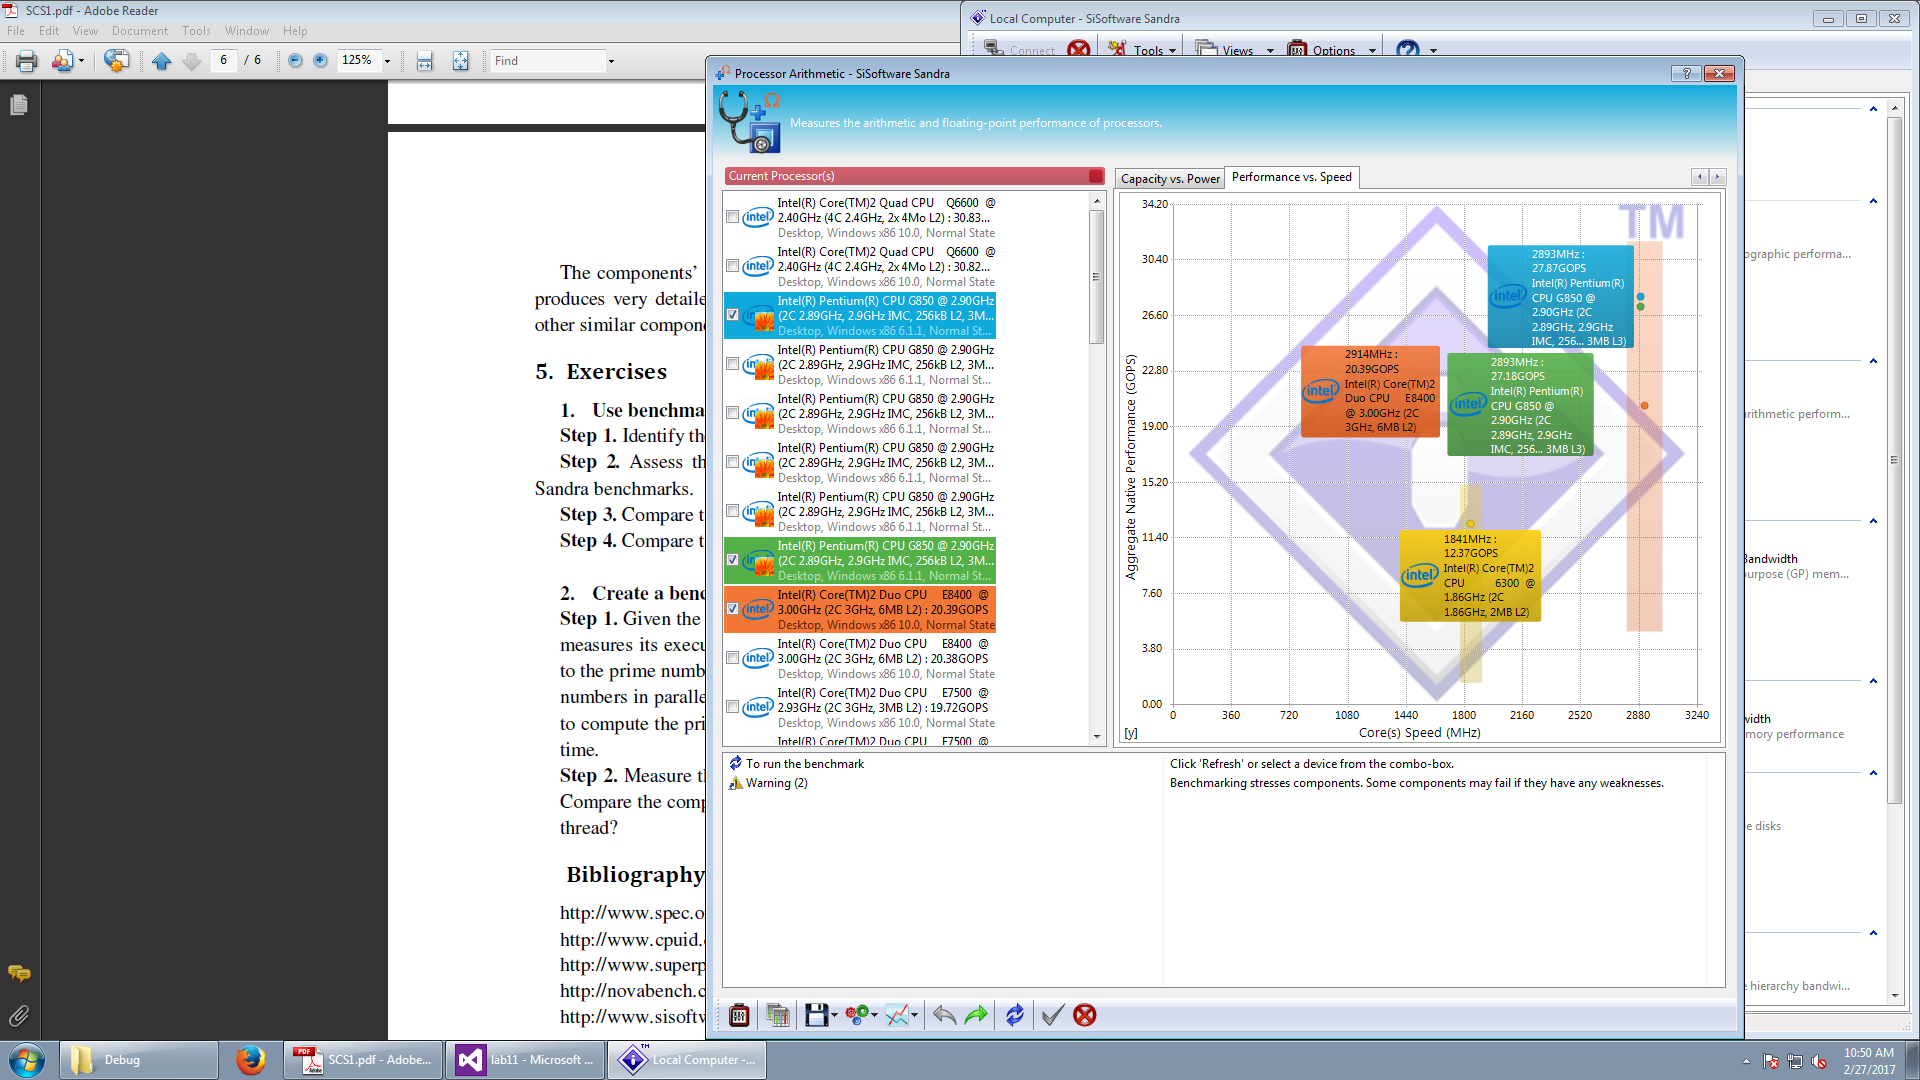 SCS1.pdf - Adobe Reader
File Edit View Document Tools Window Help
6 / 6 125% Find
The components’
produces very detaile
other similar compon
5. Exercises
1. Use benchma
Step 1. Identify th
Step 2. Assess th
Sandra benchmarks.
Step 3. Compare t
Step 4. Compare t
2. Create a benc
Step 1. Given the
measures its execu
to the prime numb
numbers in paralle
to compute the pri
time.
Step 2. Measure th
Compare the comp
thread?
Bibliography
http://www.spec.o
http://www.cpuid.
http://www.superp
http://novabench.c
http://www.sisoftw
Local Computer - SiSoftware Sandra
Connect Tools Views Options
Processor Arithmetic - SiSoftware Sandra
Measures the arithmetic and floating-point performance of processors.
Current Processor(s)
Intel(R) Core(TM)2 Quad CPU Q6600 @
2.40GHz (4C 2.4GHz, 2x 4Mo L2) : 30.83...
Desktop, Windows x86 10.0, Normal State
Intel(R) Core(TM)2 Quad CPU Q6600 @
2.40GHz (4C 2.4GHz, 2x 4Mo L2) : 30.82...
Desktop, Windows x86 10.0, Normal State
Intel(R) Pentium(R) CPU G850 @ 2.90GHz
(2C 2.89GHz, 2.9GHz IMC, 256kB L2, 3M...
Desktop, Windows x86 6.1.1, Normal St...
Intel(R) Pentium(R) CPU G850 @ 2.90GHz
(2C 2.89GHz, 2.9GHz IMC, 256kB L2, 3M...
Desktop, Windows x86 6.1.1, Normal St...
Intel(R) Pentium(R) CPU G850 @ 2.90GHz
(2C 2.89GHz, 2.9GHz IMC, 256kB L2, 3M...
Desktop, Windows x86 6.1.1, Normal St...
Intel(R) Pentium(R) CPU G850 @ 2.90GHz
(2C 2.89GHz, 2.9GHz IMC, 256kB L2, 3M...
Desktop, Windows x86 6.1.1, Normal St...
Intel(R) Pentium(R) CPU G850 @ 2.90GHz
(2C 2.89GHz, 2.9GHz IMC, 256kB L2, 3M...
Desktop, Windows x86 6.1.1, Normal St...
Intel(R) Pentium(R) CPU G850 @ 2.90GHz
(2C 2.89GHz, 2.9GHz IMC, 256kB L2, 3M...
Desktop, Windows x86 6.1.1, Normal St...
Intel(R) Core(TM)2 Duo CPU E8400 @
3.00GHz (2C 3GHz, 6MB L2) : 20.39GOPS
Desktop, Windows x86 10.0, Normal State
Intel(R) Core(TM)2 Duo CPU E8400 @
3.00GHz (2C 3GHz, 6MB L2) : 20.38GOPS
Desktop, Windows x86 10.0, Normal State
Intel(R) Core(TM)2 Duo CPU E7500 @
2.93GHz (2C 3GHz, 3MB L2) : 19.72GOPS
Desktop, Windows x86 10.0, Normal State
Intel(R) Core(TM)2 Duo CPU E7500 @
Capacity vs. Power Performance vs. Speed
TM
Aggregate Native Performance (GOPS)
34.20
30.40
26.60
22.80
19.00
15.20
11.40
7.60
3.80
0.00
2893MHz :
27.87GOPS
Intel(R) Pentium(R)
CPU G850 @
2.90GHz (2C
2.89GHz, 2.9GHz
IMC, 256... 3MB L3)
2914MHz :
20.39GOPS
Intel(R) Core(TM)2
Duo CPU E8400
@ 3.00GHz (2C
3GHz, 6MB L2)
2893MHz :
27.18GOPS
Intel(R) Pentium(R)
CPU G850 @
2.90GHz (2C
2.89GHz, 2.9GHz
IMC, 256... 3MB L3)
1841MHz :
12.37GOPS
Intel(R) Core(TM)2
CPU 6300 @
1.86GHz (2C
1.86GHz, 2MB L2)
0 360 720 1080 1440 1800 2160 2520 2880 3240
[y] Core(s) Speed (MHz)
To run the benchmark Click 'Refresh' or select a device from the combo-box.
Warning (2) Benchmarking stresses components. Some components may fail if they have any weaknesses.
ographic performa...
arithmetic perform...
Bandwidth
purpose (GP) mem...
width
mory performance
e disks
e hierarchy bandwi...
Debug
SCS1.pdf - Adobe...
lab11 - Microsoft ...
Local Computer -...
10:50 AM
2/27/2017